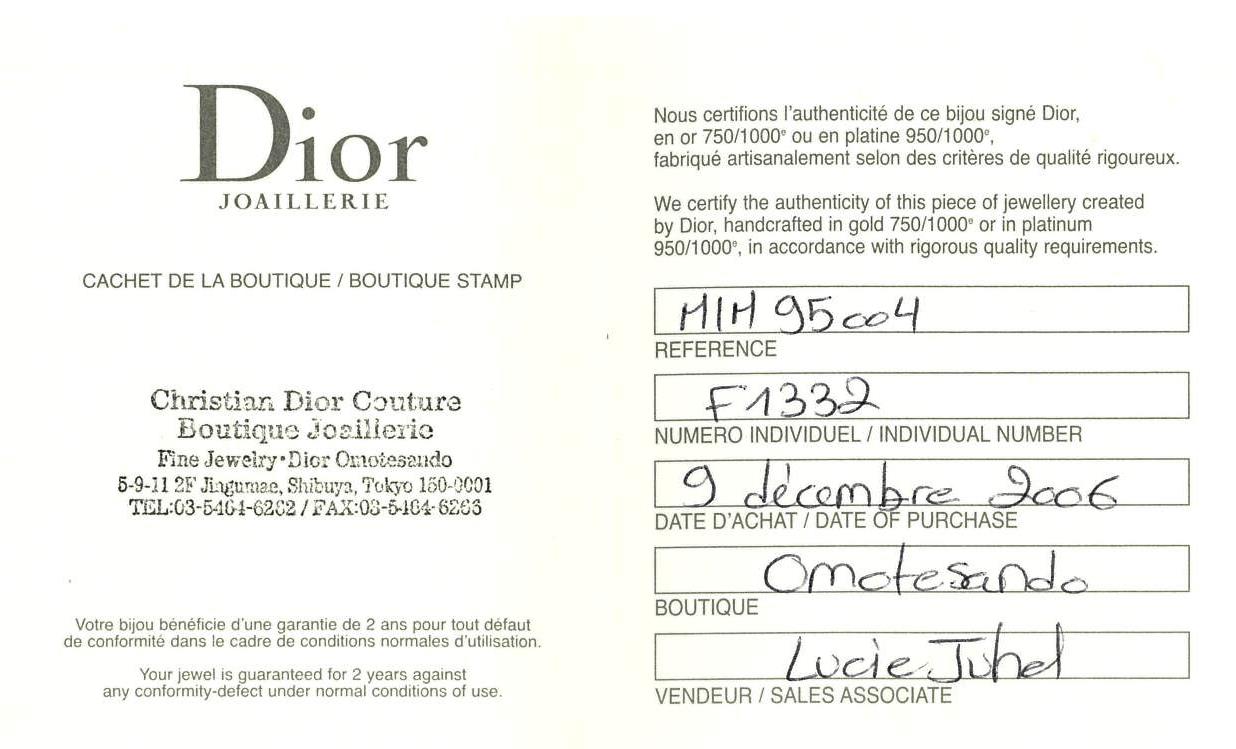 Dior
JOAILLERIE
CACHET DE LA BOUTIQUE / BOUTIQUE STAMP
Christian Dior Couture
Boutique Joaillerie
Fine Jewelry•Dior Omotesando
5-9-11 2F Jingumae, Shibuya, Tokyo 150-0001
TEL:03-5464-6262 / FAX:03-5464-6263
Votre bijou bénéficie d'une garantie de 2 ans pour tout défaut
de conformité dans le cadre de conditions normales d'utilisation.
Your jewel is guaranteed for 2 years against
any conformity-defect under normal conditions of use.
Nous certifions l'authenticité de ce bijou signé Dior,
en or 750/1000e ou en platine 950/1000e,
fabriqué artisanalement selon des critères de qualité rigoureux.
We certify the authenticity of this piece of jewellery created
by Dior, handcrafted in gold 750/1000e or in platinum
950/1000e, in accordance with rigorous quality requirements.
MIM 95004
REFERENCE
F1332
NUMERO INDIVIDUEL / INDIVIDUAL NUMBER
9 décembre 2006
DATE D'ACHAT / DATE OF PURCHASE
Omotesando
BOUTIQUE
Lucie Juhel
VENDEUR / SALES ASSOCIATE